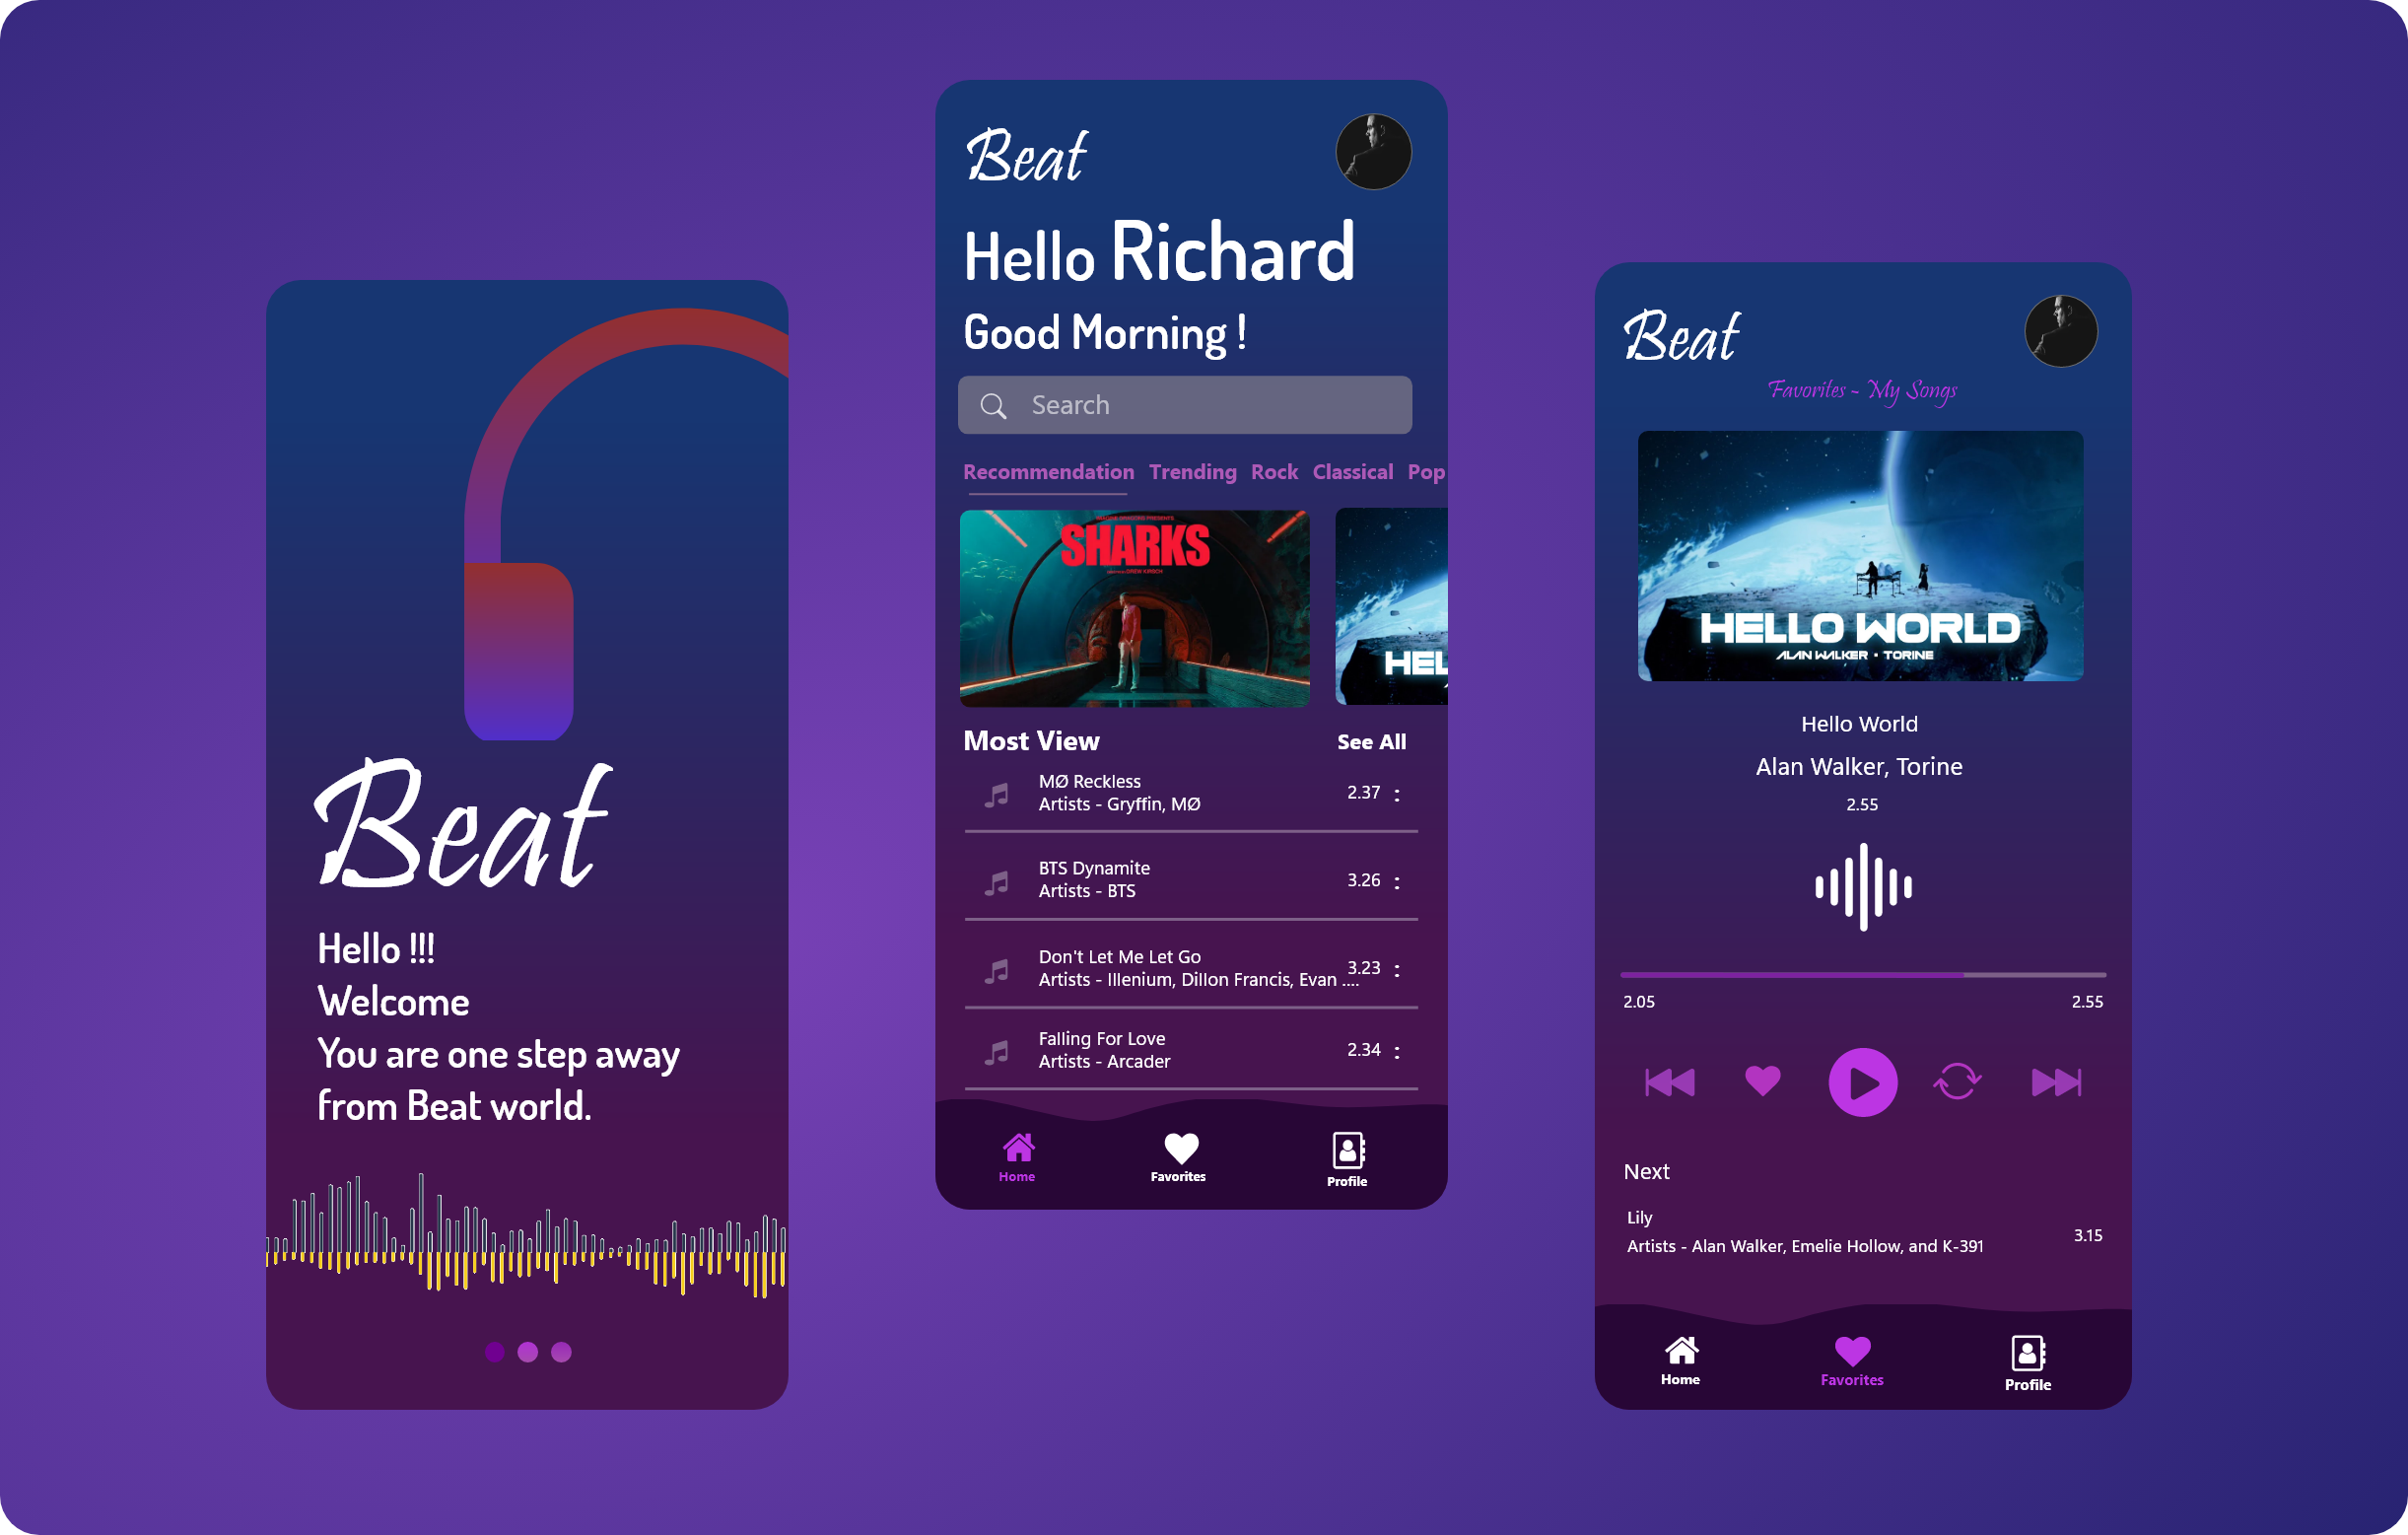 Beat
Hello !!!
Welcome
You are one step away
from Beat world.
Beat
Hello Richard
Good Morning !
Search
Recommendation Trending Rock Classical Pop
IMAGINE DRAGONS PRESENTS
SHARKS
DREW KIRSCH
HEL
Most View See All
MØ Reckless
Artists - Gryffin, MØ
2.37 :
BTS Dynamite
Artists - BTS
3.26 :
Don't Let Me Let Go
Artists - Illenium, Dillon Francis, Evan ....
3.23 :
Falling For Love
Artists - Arcader
2.34 :
Home Favorites Profile
Beat
Favorites - My Songs
HELLO WORLD
ALAN WALKER • TORINE
Hello World
Alan Walker, Torine
2.55
2.05 2.55
Next
Lily
Artists - Alan Walker, Emelie Hollow, and K-391
3.15
Home Favorites Profile